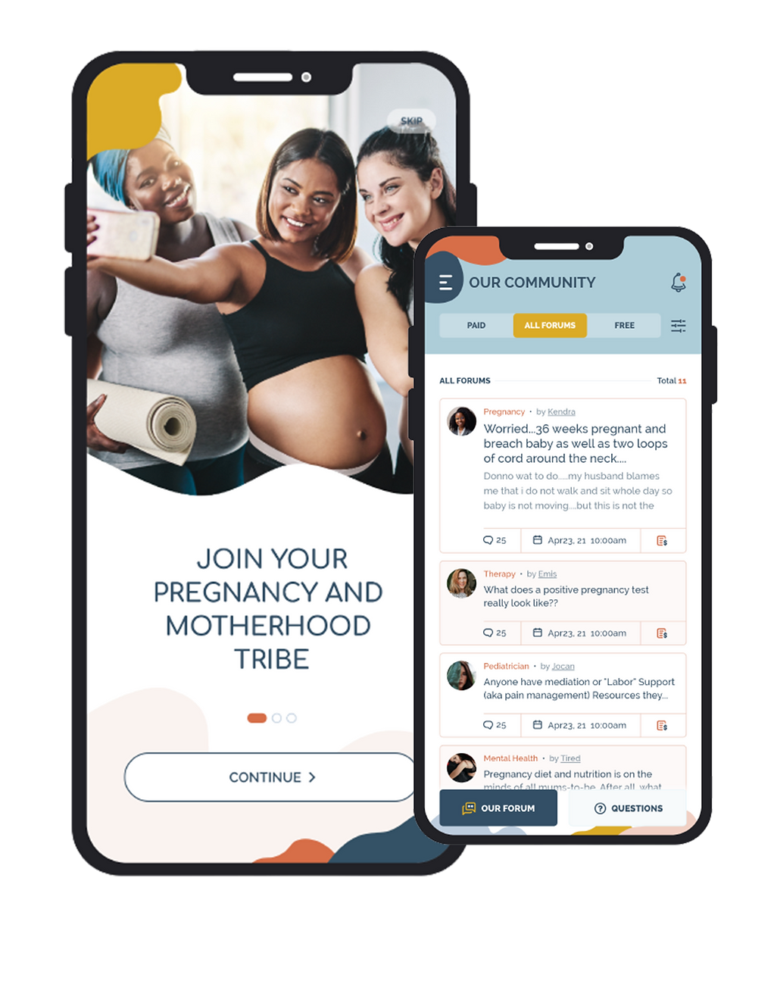 SKIP
JOIN YOUR
PREGNANCY AND
MOTHERHOOD
TRIBE
CONTINUE
OUR COMMUNITY
PAID
ALL FORUMS
FREE
ALL FORUMS
Total 11
Pregnancy • by Kendra
Worried...36 weeks pregnant and
breach baby as well as two loops
of cord around the neck....
Donno wat to do.....my husband blames
me that i do not walk and sit whole day so
baby is not moving....but this is not the
25
Apr23, 21 10:00am
Therapy • by Emis
What does a positive pregnancy test
really look like??
25
Apr23, 21 10:00am
Pediatrician • by Jocan
Anyone have mediation or "Labor" Support
(aka pain management) Resources they...
25
Apr23, 21 10:00am
Mental Health • by Tired
Pregnancy diet and nutrition is on the
minds of all mums-to-be. After all, what
OUR FORUM
QUESTIONS